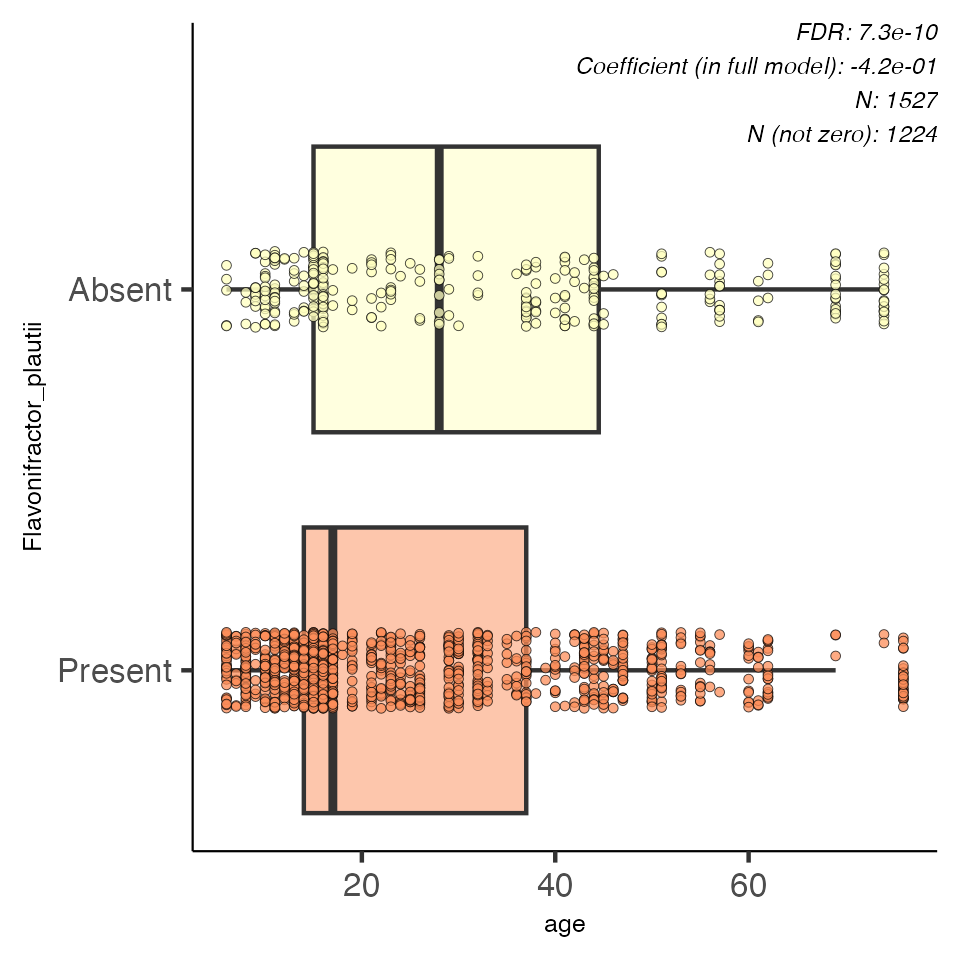 FDR: 7.3e-10
Coefficient (in full model): -4.2e-01
N: 1527
N (not zero): 1224
Absent
Flavonifractor_plautii
Present
20 40 60
age